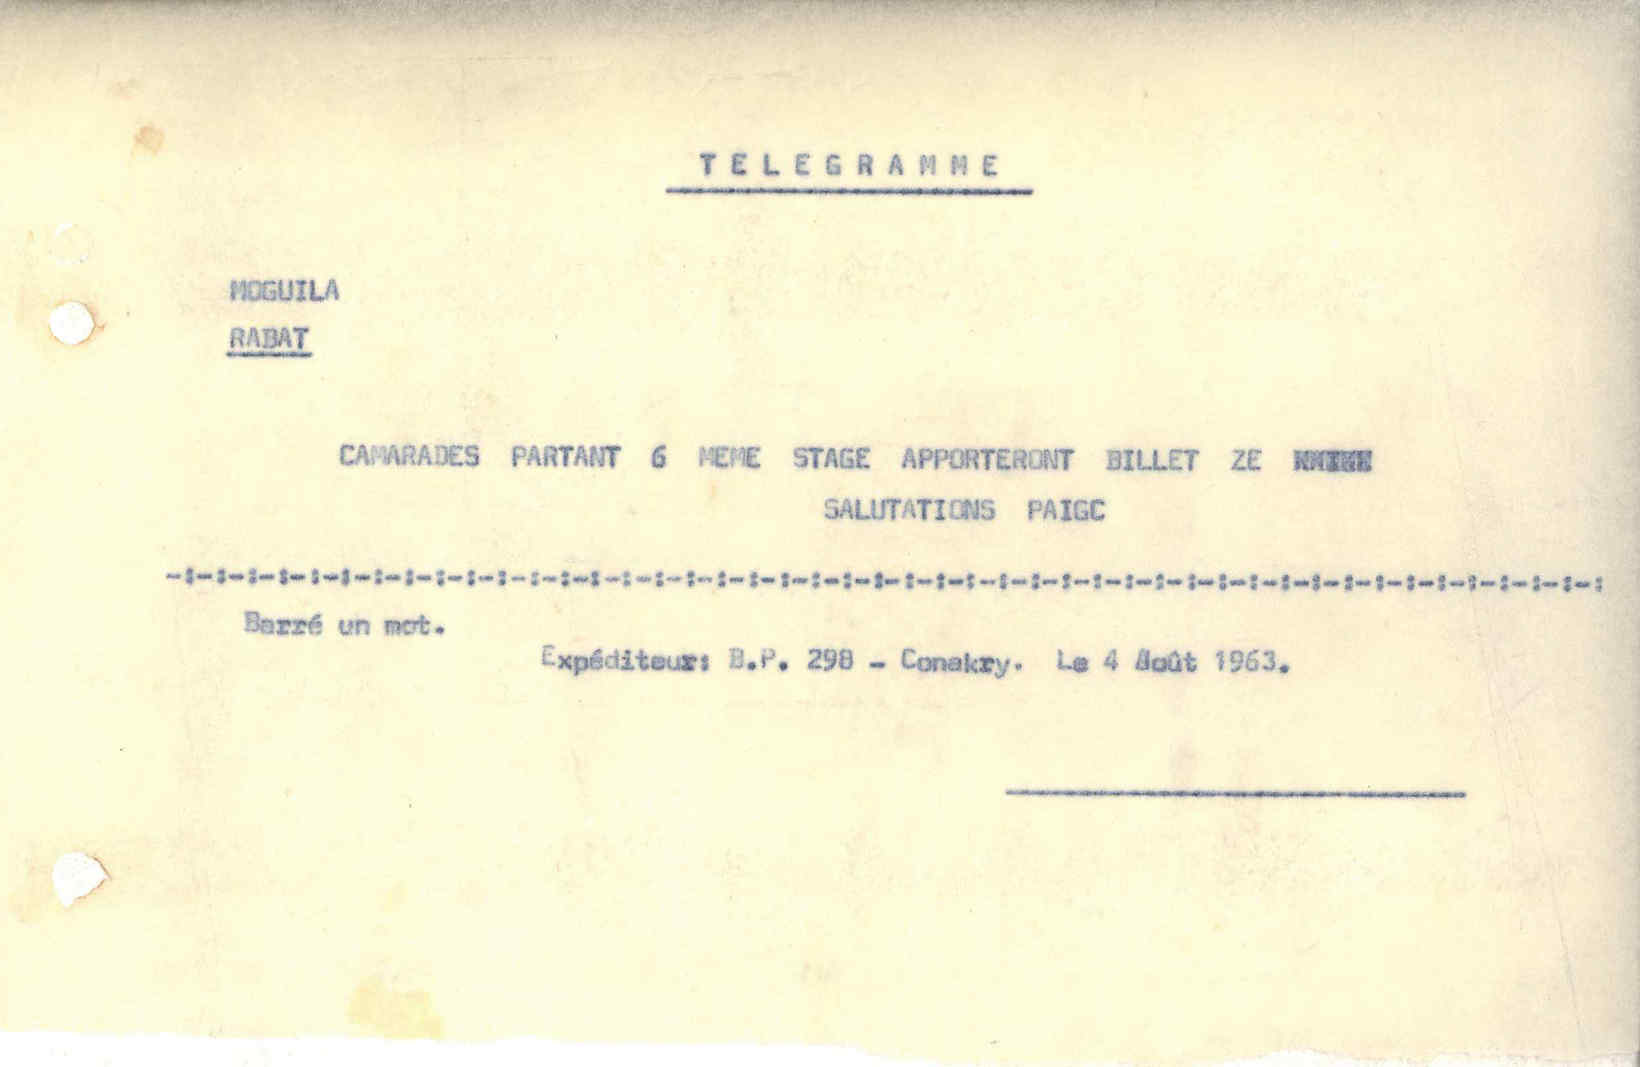 TELEGRAMME
MOGUILA
RABAT
CAMARADES PARTANT 6 MEME STAGE APPORTERONT BILLET ZE
SALUTATIONS PAIGC
-:-:-:-:-:-:-:-:-:-:-:-:-:-:-:-:-:-:-:-:-:-:-:-:-:-:-:-:-:-:-:-:-:-:-:-:-:-:-:-:-:-:-:-:-:-:
Barré un mot.
Expéditeur: B.P. 298 - Conakry. Le 4 Août 1963.